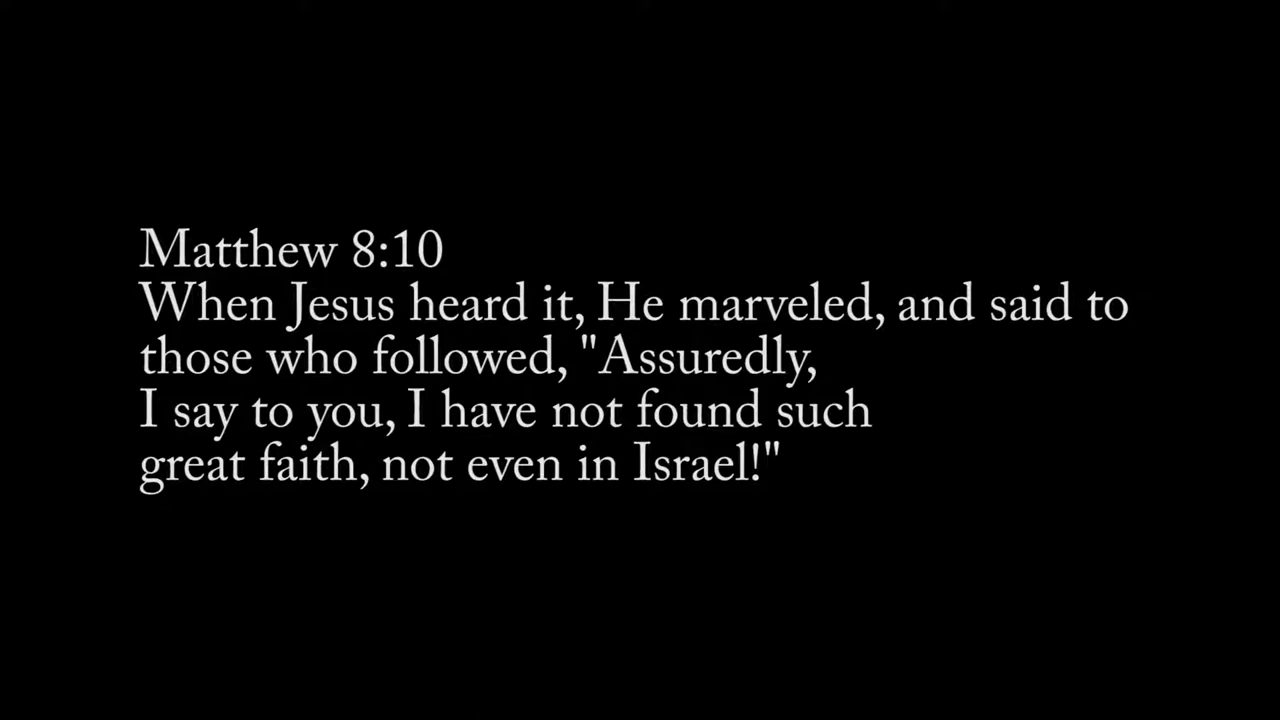 Matthew 8:10
When Jesus heard it, He marveled, and said to
those who followed, "Assuredly,
I say to you, I have not found such
great faith, not even in Israel!"